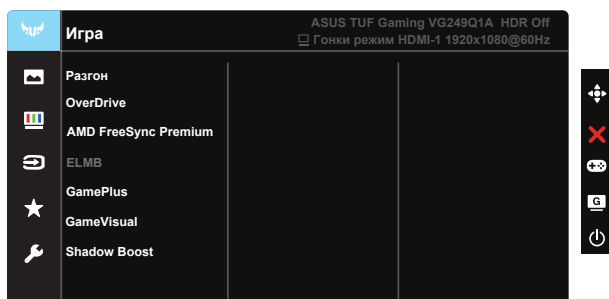 TUF
Игра
ASUS TUF Gaming VG249Q1A HDR Off
Гонки режим HDMI-1 1920x1080@60Hz
Разгон
OverDrive
AMD FreeSync Premium
ELMB
GamePlus
GameVisual
Shadow Boost
G